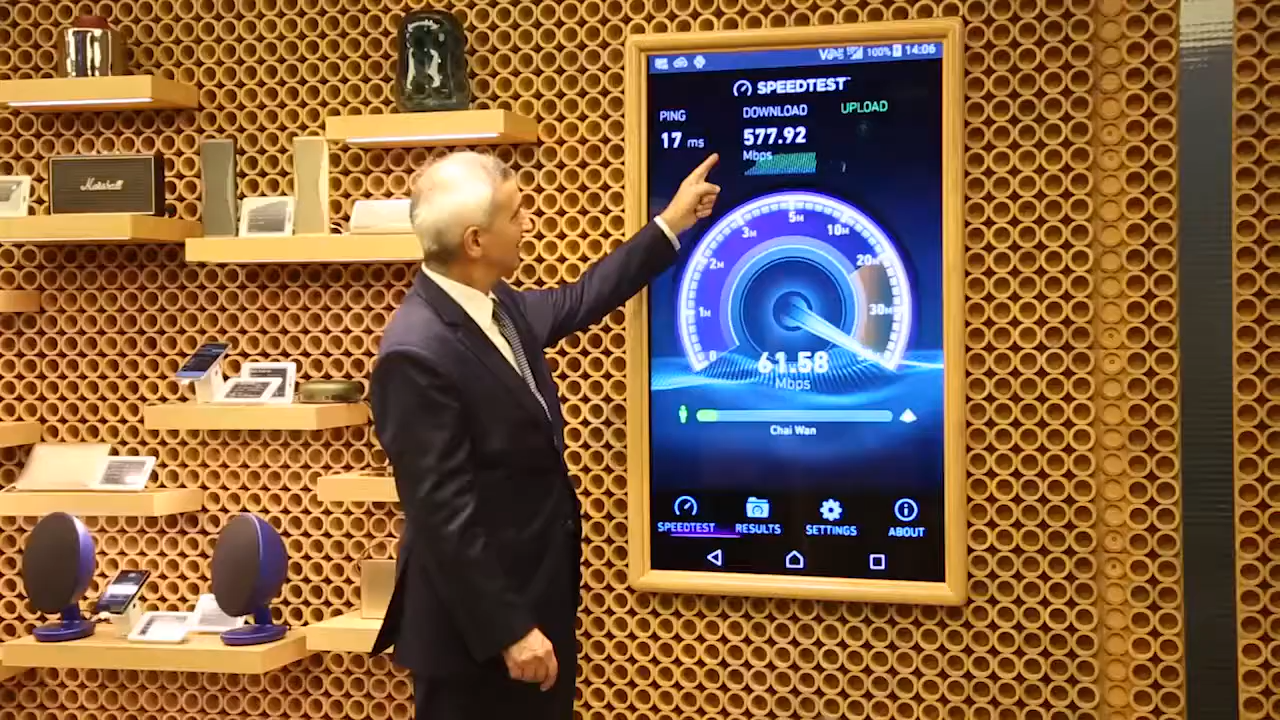 100% 14:06
SPEEDTEST
PING
DOWNLOAD
UPLOAD
17 ms
577.92
Mbps
5M
3M
10M
2M
20M
1M
30M
0
61.58
Mbps
Chai Wan
SPEEDTEST
RESULTS
SETTINGS
ABOUT
Marshall